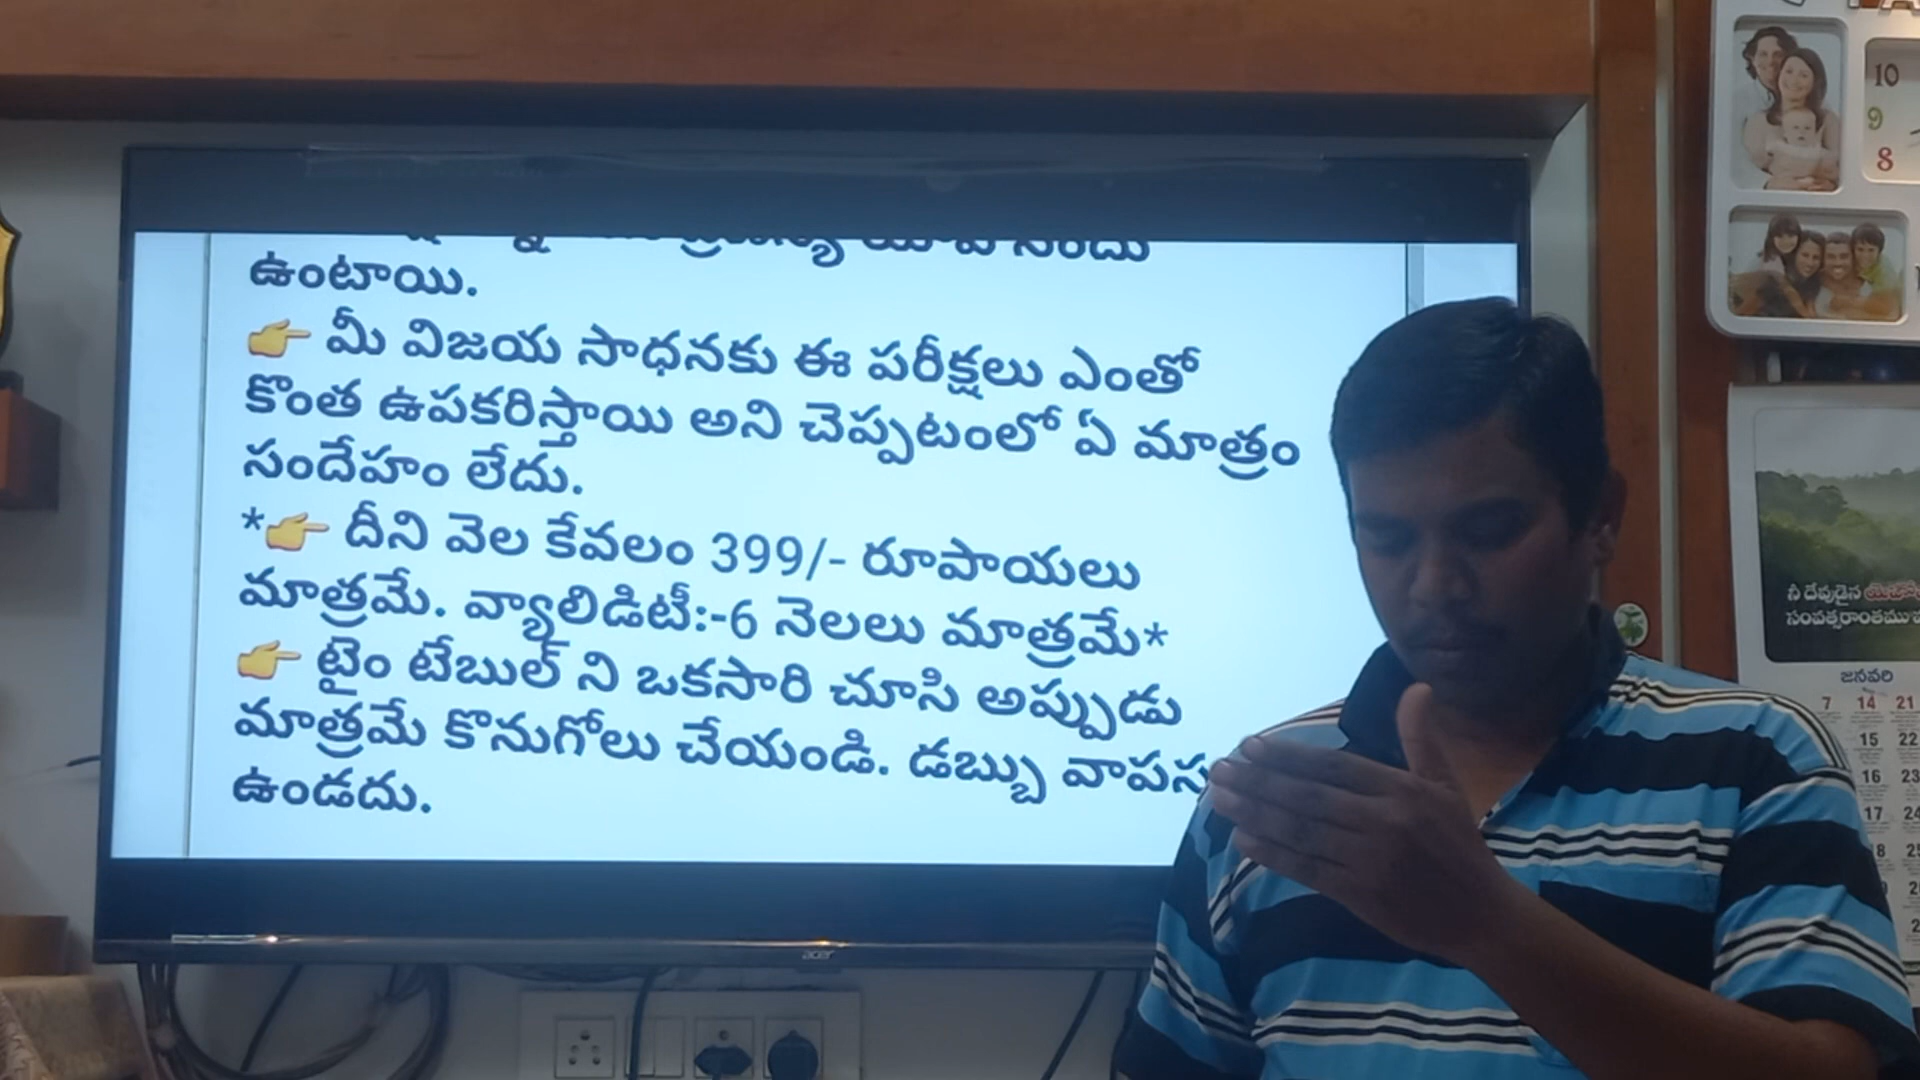 ఉంటాయి.
👉 మీ విజయ సాధనకు ఈ పరీక్షలు ఎంతో
కొంత ఉపకరిస్తాయి అని చెప్పటంలో ఏ మాత్రం
సందేహం లేదు.
*👉 దీని వెల కేవలం 399/- రూపాయలు
మాత్రమే. వ్యాలిడిటీ:-6 నెలలు మాత్రమే*
👉 టైం టేబుల్ ని ఒకసారి చూసి అప్పుడు
మాత్రమే కొనుగోలు చేయండి. డబ్బు
ఉండదు.
acer
10
9
8
నీ దేవుడైన
జనవరి
7 14 21
15 22
16 23
17 24